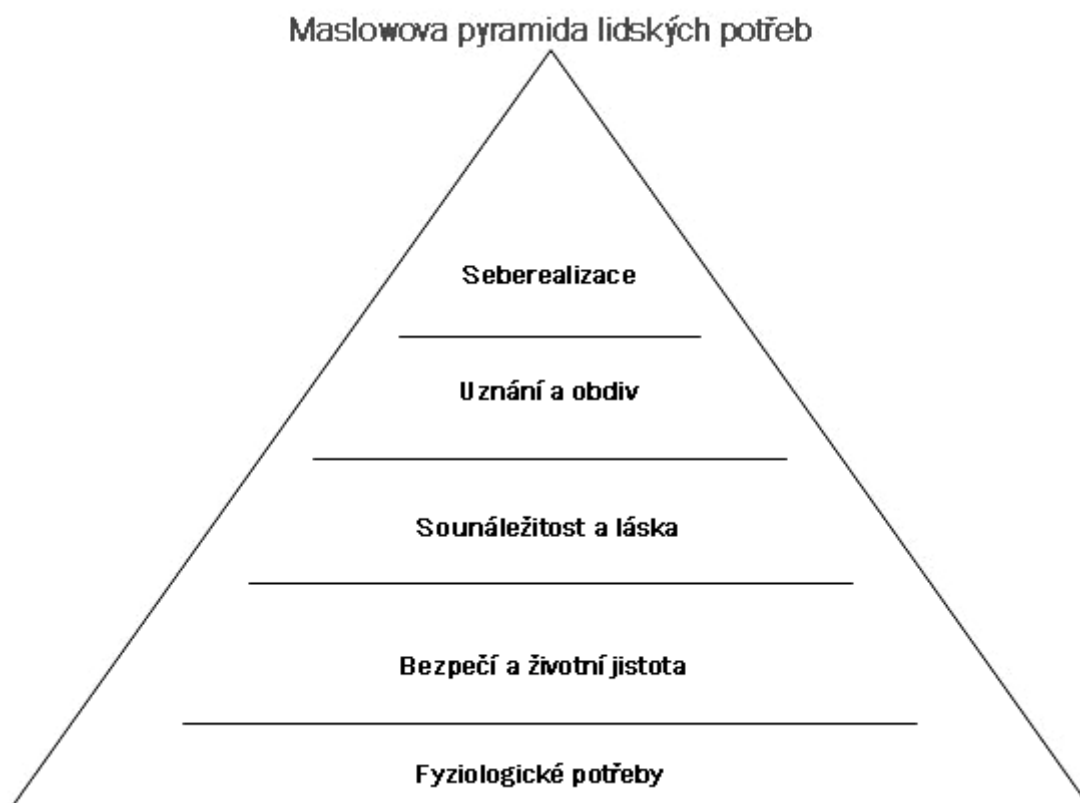 Maslowova pyramida lidských potřeb
Seberealizace
Uznání a obdiv
Sounáležitost a láska
Bezpečí a životní jistota
Fyziologické potřeby